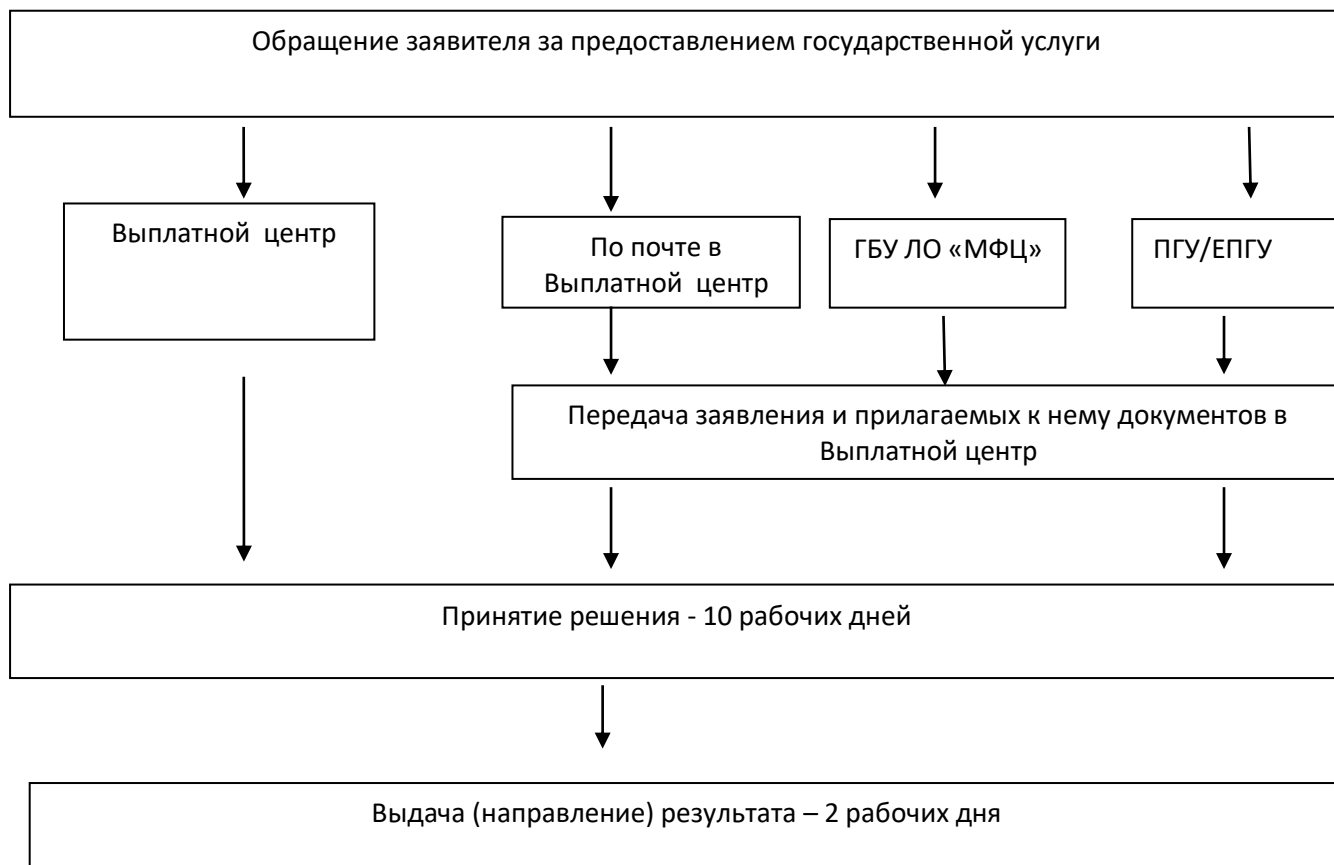 Обращение заявителя за предоставлением государственной услуги
Выплатной центр
По почте в
Выплатной центр
ГБУ ЛО «МФЦ»
ПГУ/ЕПГУ
Передача заявления и прилагаемых к нему документов в
Выплатной центр
Принятие решения - 10 рабочих дней
Выдача (направление) результата – 2 рабочих дня